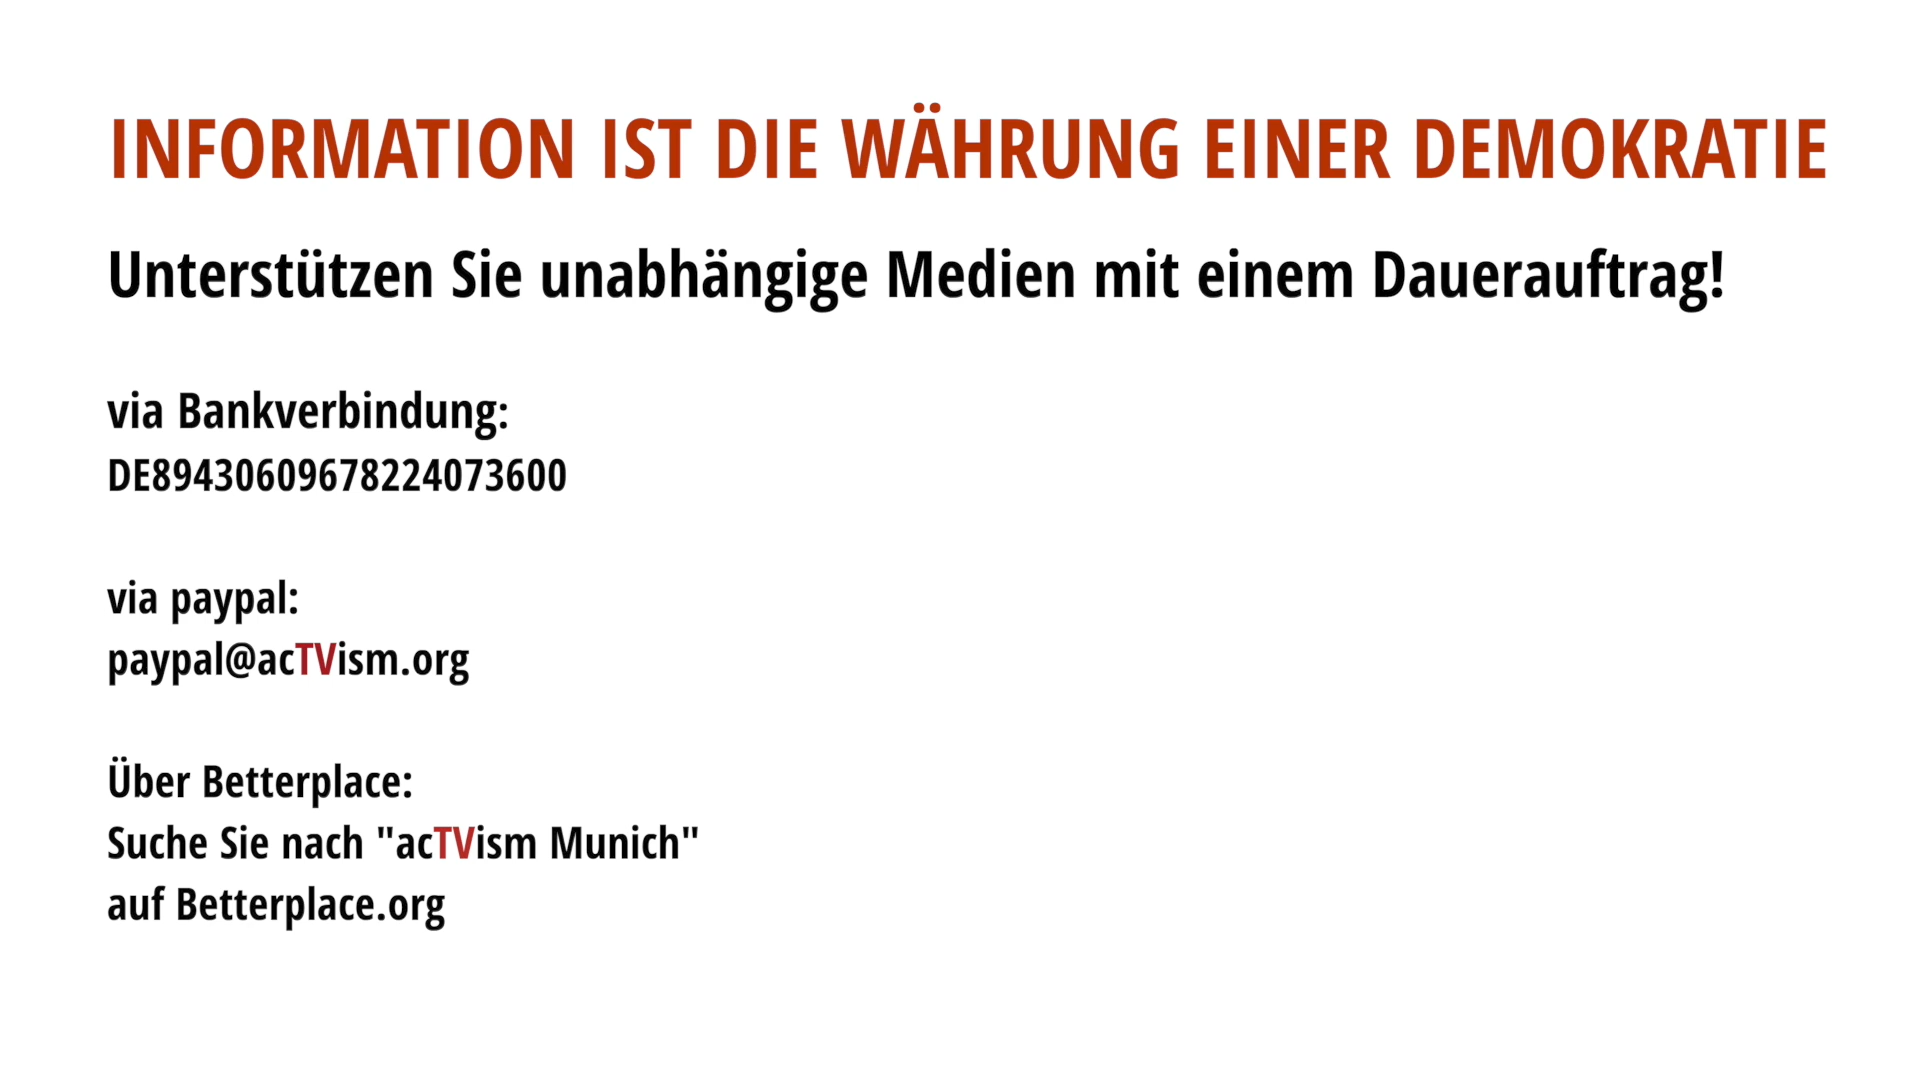 INFORMATION IST DIE WÄHRUNG EINER DEMOKRATIE
Unterstützen Sie unabhängige Medien mit einem Dauerauftrag!
via Bankverbindung:
DE89430609678224073600
via paypal:
paypal@acTVism.org
Über Betterplace:
Suche Sie nach "acTVism Munich"
auf Betterplace.org